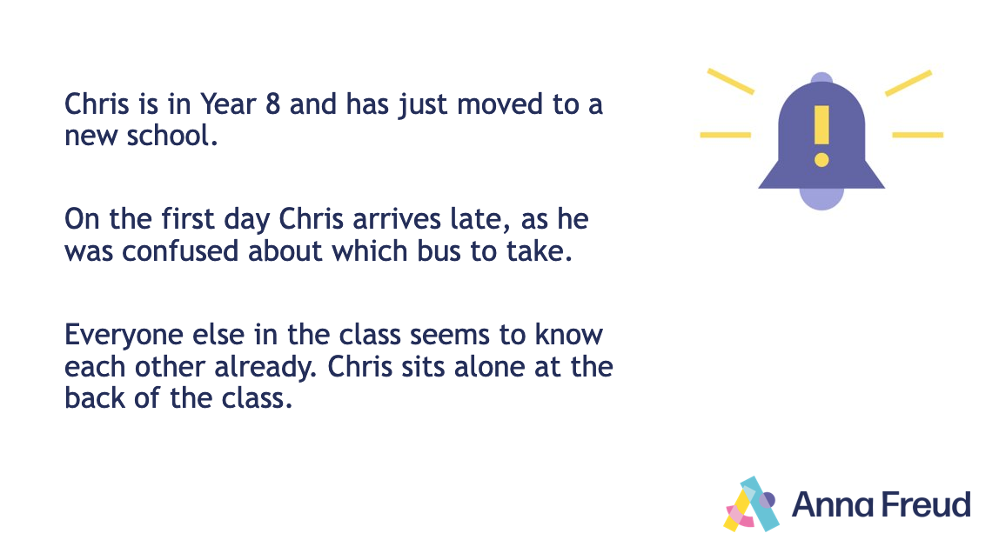 Chris is in Year 8 and has just moved to a
new school.
On the first day Chris arrives late, as he
was confused about which bus to take.
Everyone else in the class seems to know
each other already. Chris sits alone at the
back of the class.
!
Anna Freud